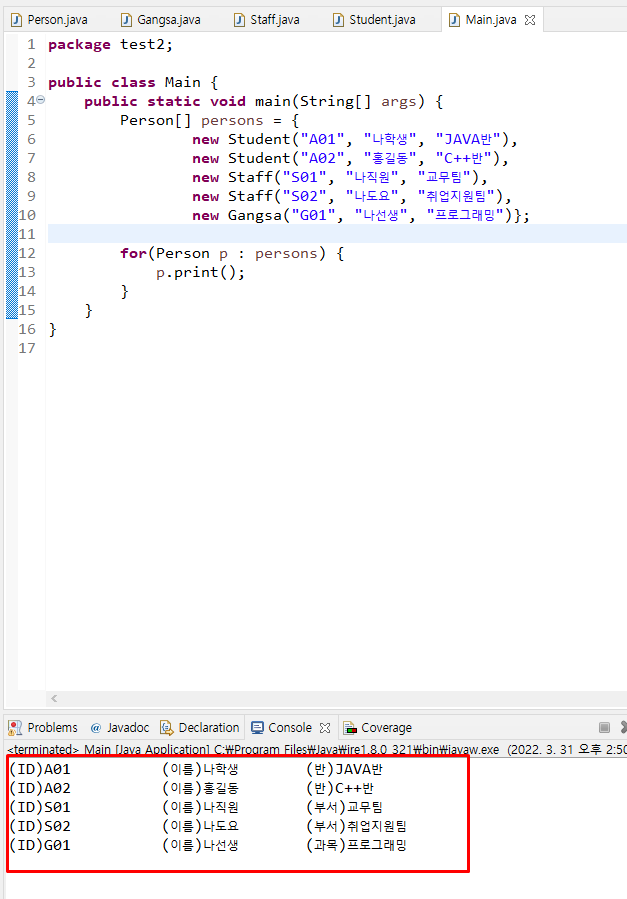 Person.java Gangsa.java Staff.java Student.java Main.java
1 package test2;
2
3 public class Main {
4 public static void main(String[] args) {
5 Person[] persons = {
6 new Student("A01", "나학생", "JAVA반"),
7 new Student("A02", "홍길동", "C++반"),
8 new Staff("S01", "나직원", "교무팀"),
9 new Staff("S02", "나도요", "취업지원팀"),
10 new Gangsa("G01", "나선생", "프로그래밍")};
11
12 for(Person p : persons) {
13 p.print();
14 }
15 }
16 }
17
Problems @ Javadoc Declaration Console Coverage
<terminated> Main [Java Application] C:₩Program Files₩Java₩jre1.8.0_321₩bin₩javaw.exe (2022. 3. 31 오후 2:50
(ID)A01 (이름)나학생 (반)JAVA반
(ID)A02 (이름)홍길동 (반)C++반
(ID)S01 (이름)나직원 (부서)교무팀
(ID)S02 (이름)나도요 (부서)취업지원팀
(ID)G01 (이름)나선생 (과목)프로그래밍